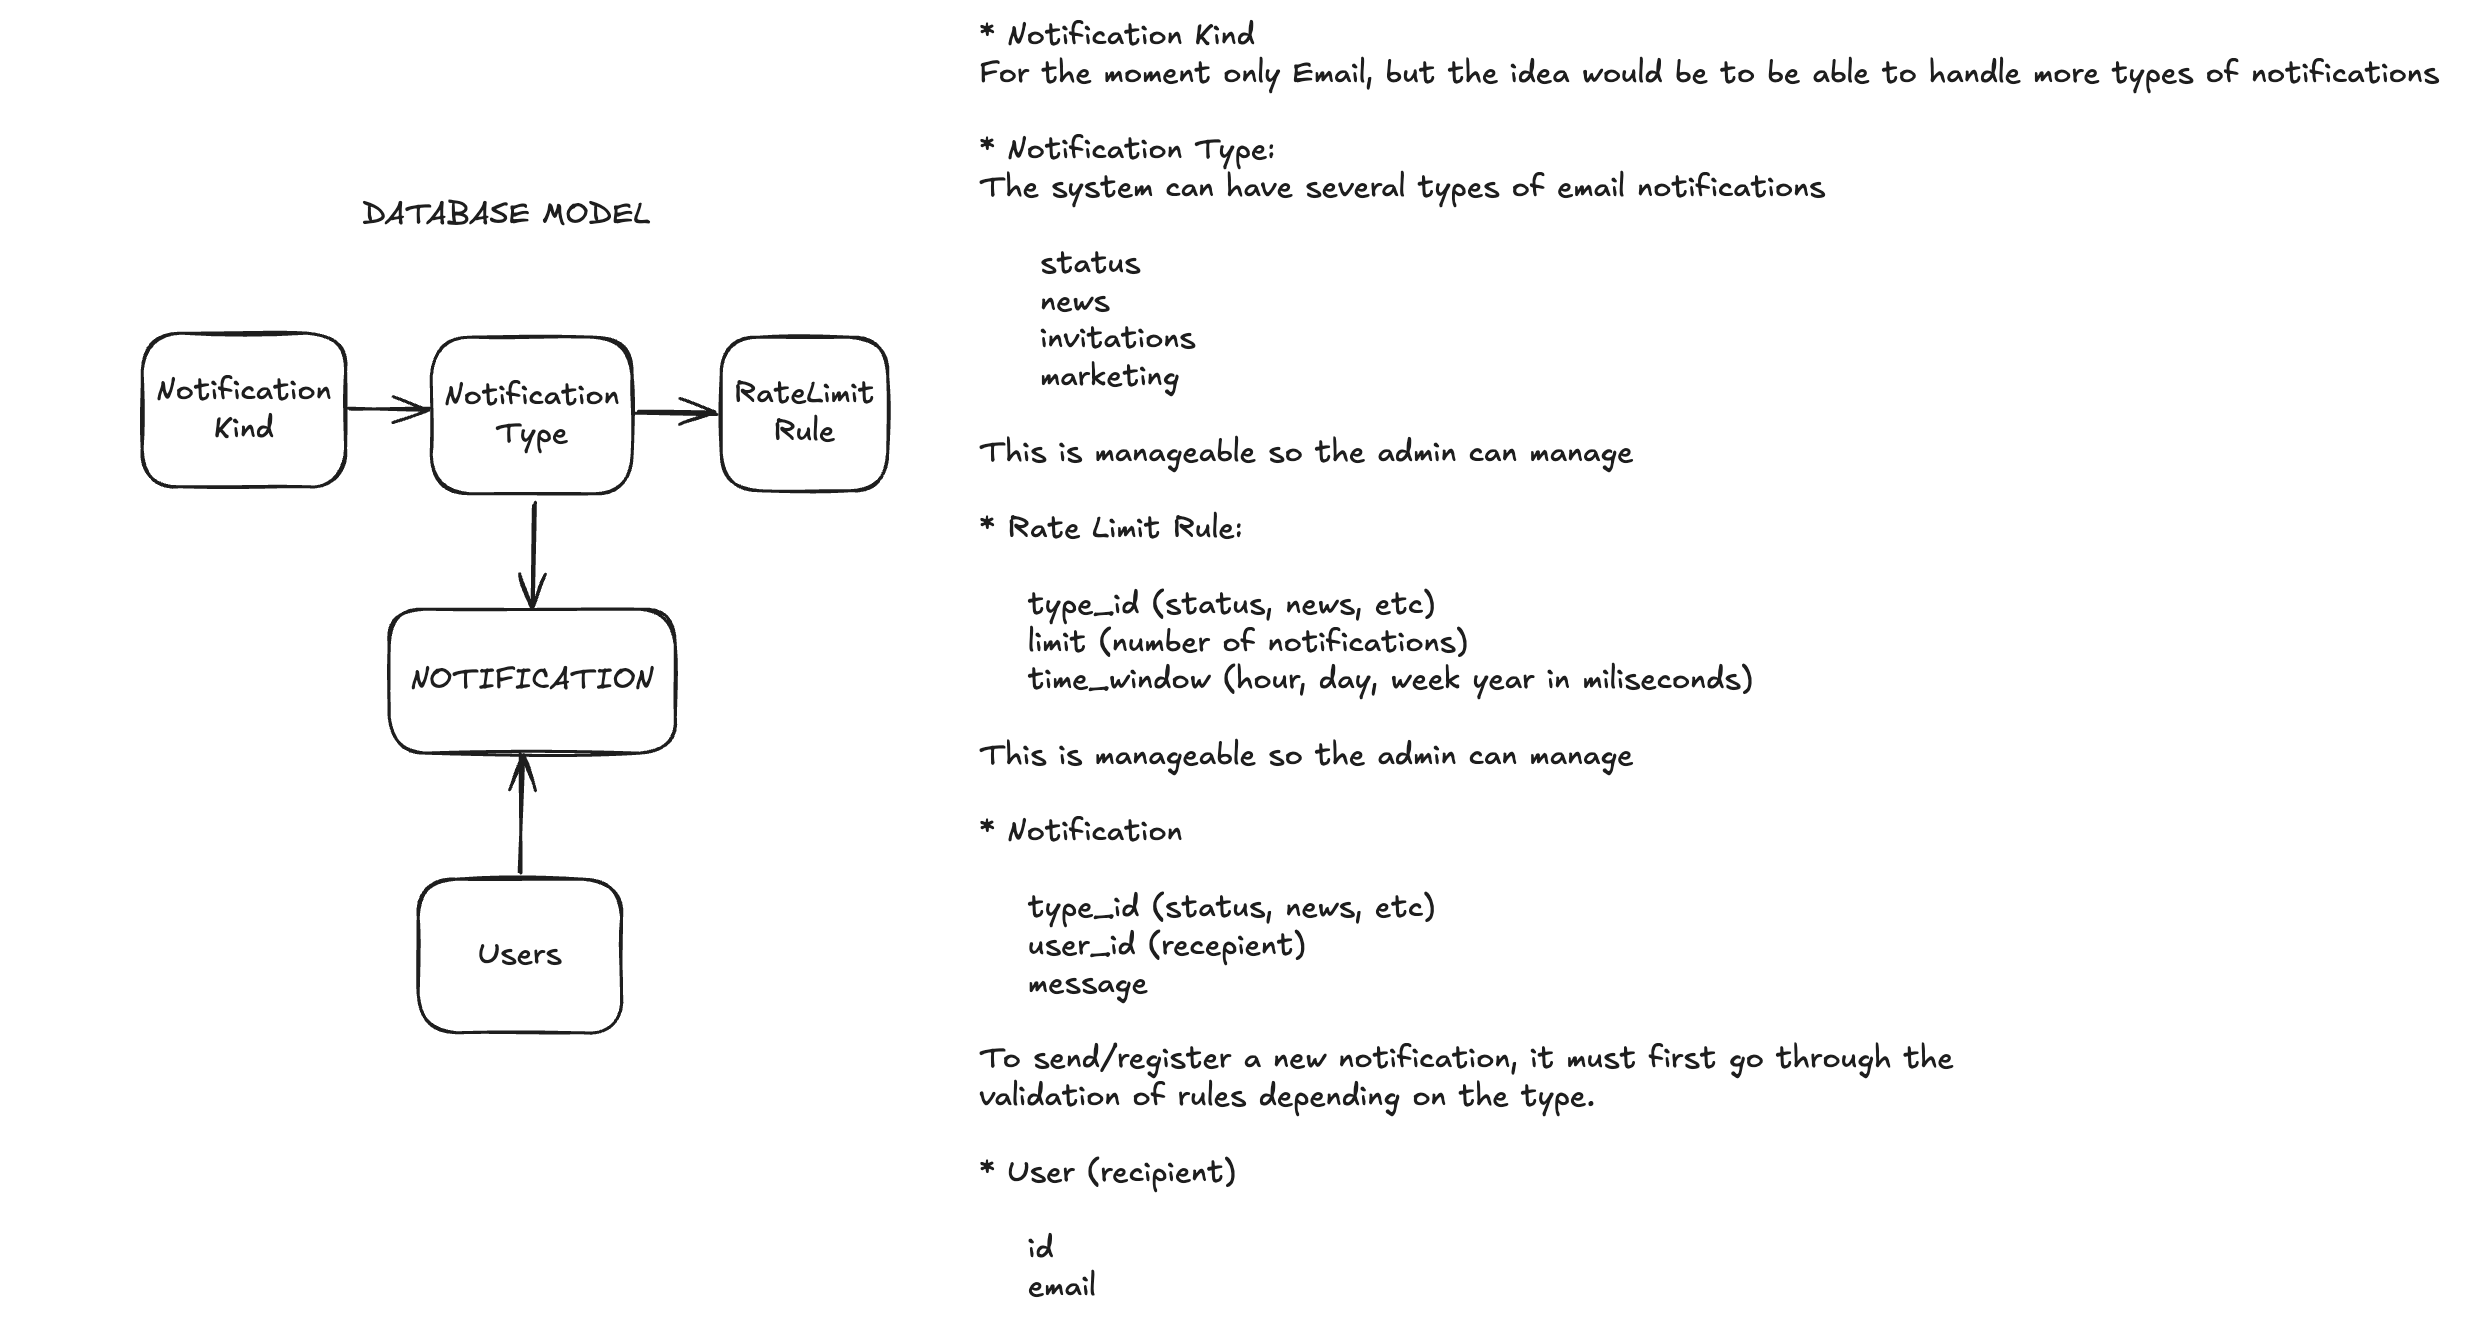 DATABASE MODEL
Notification
Kind
Notification
Type
RateLimit
Rule
NOTIFICATION
Users
* Notification Kind
For the moment only Email, but the idea would be to be able to handle more types of notifications
* Notification Type:
The system can have several types of email notifications
status
news
invitations
marketing
This is manageable so the admin can manage
* Rate Limit Rule:
type_id (status, news, etc)
limit (number of notifications)
time_window (hour, day, week year in miliseconds)
This is manageable so the admin can manage
* Notification
type_id (status, news, etc)
user_id (recepient)
message
To send/register a new notification, it must first go through the
validation of rules depending on the type.
* User (recipient)
id
email